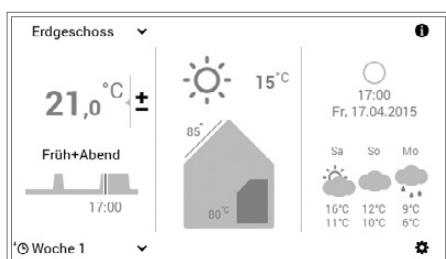 Erdgeschoss
21,0 °C ±
Früh+Abend
17:00
Woche 1
15°C
85°
80 °C
17:00
Fr, 17.04.2015
Sa So Mo
16°C 12°C 9°C
11°C 10°C 6°C